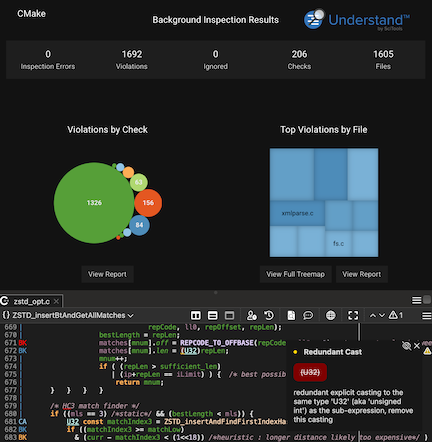 CMake
Background Inspection Results
Understand™
by SciTools
0 1692 0 206 1605
Inspection Errors Violations Ignored Checks Files
Violations by Check
Top Violations by File
63
1326
156
84
xmlparse.c
fs.c
View Report
View Full Treemap
View Report
zstd_opt.c
ZSTD_insertBtAndGetAllMatches
1
669 repCode, ll0, repOffset, repLen);
670 bestLength = repLen;
671 BK matches[mnum].off = REPCODE_TO_OFFBASE(repCode
672 BK matches[mnum].len = (U32)repLen;
673 mnum++;
674 if ( (repLen > sufficient_len)
675 | (ip+repLen == iLimit) ) { /* best possib
676 return mnum;
677 } } } }
678
679 /* HC3 match finder */
680 if ((mls == 3) /*static*/ && (bestLength < mls)) {
681 CA U32 const matchIndex3 = ZSTD_insertAndFindFirstIndexHa
682 BK if ((matchIndex3 >= matchLow)
683 BK & (curr - matchIndex3 < (1<<18)) /*heuristic : longer distance likely too expensive*/ )
Redundant Cast
(U32)
redundant explicit casting to the
same type 'U32' (aka 'unsigned
int') as the sub-expression, remove
this casting